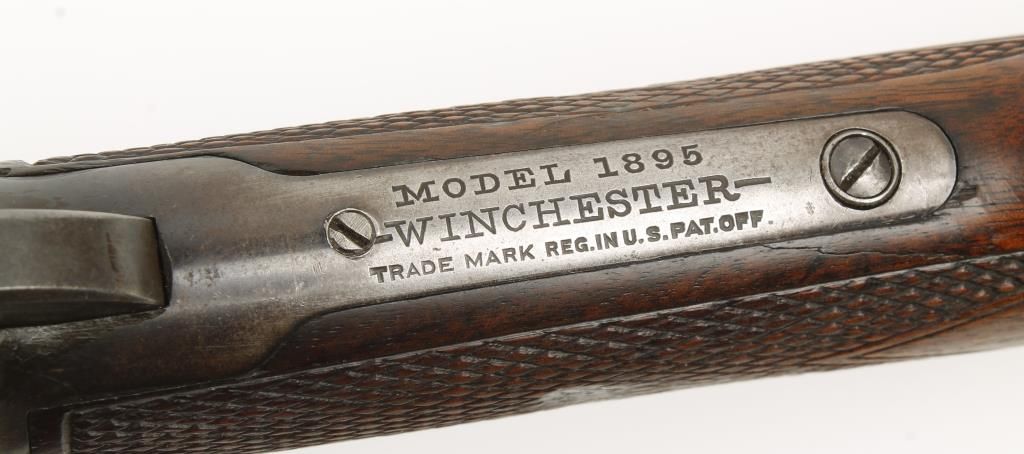 MODEL 1895
-WINCHESTER-
TRADE MARK REG.IN U.S.PAT.OFF.